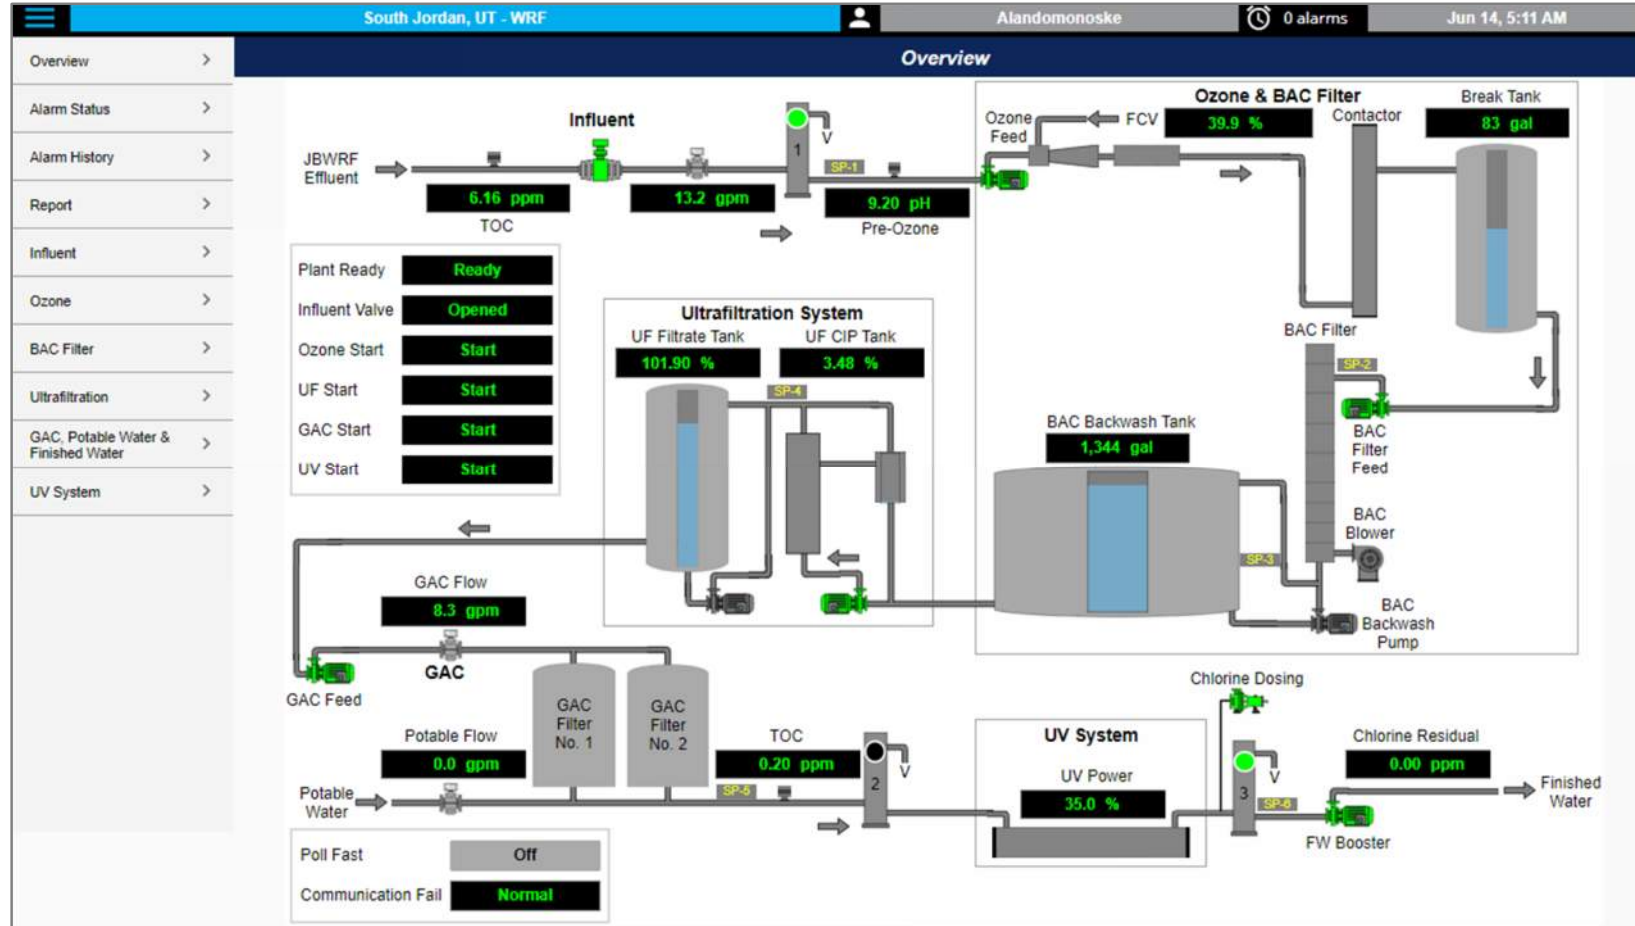 South Jordan, UT - WRF
Alandomonoske
0 alarms
Jun 14, 5:11 AM
Overview
Overview
Alarm Status
Alarm History
Report
Influent
Ozone
BAC Filter
Ultrafiltration
GAC, Potable Water &
Finished Water
UV System
Influent
JBWRF
Effluent
6.16 ppm
TOC
13.2 gpm
1
V
SP-1
9.20 pH
Pre-Ozone
Ozone & BAC Filter
Ozone
Feed
FCV
39.9 %
Contactor
Break Tank
83 gal
Plant Ready
Ready
Influent Valve
Opened
Ozone Start
Start
UF Start
Start
GAC Start
Start
UV Start
Start
Ultrafiltration System
UF Filtrate Tank
UF CIP Tank
101.90 %
3.48 %
SP-4
BAC Filter
SP-2
BAC
Filter
Feed
BAC Backwash Tank
1,344 gal
BAC
Blower
SP-3
BAC
Backwash
Pump
GAC Flow
8.3 gpm
GAC
GAC Feed
GAC
Filter
No. 1
GAC
Filter
No. 2
Potable Flow
0.0 gpm
Potable
Water
TOC
0.20 ppm
SP-5
2
V
UV System
UV Power
35.0 %
Chlorine Dosing
3
V
SP-6
Chlorine Residual
0.00 ppm
Finished
Water
FW Booster
Poll Fast
Off
Communication Fail
Normal